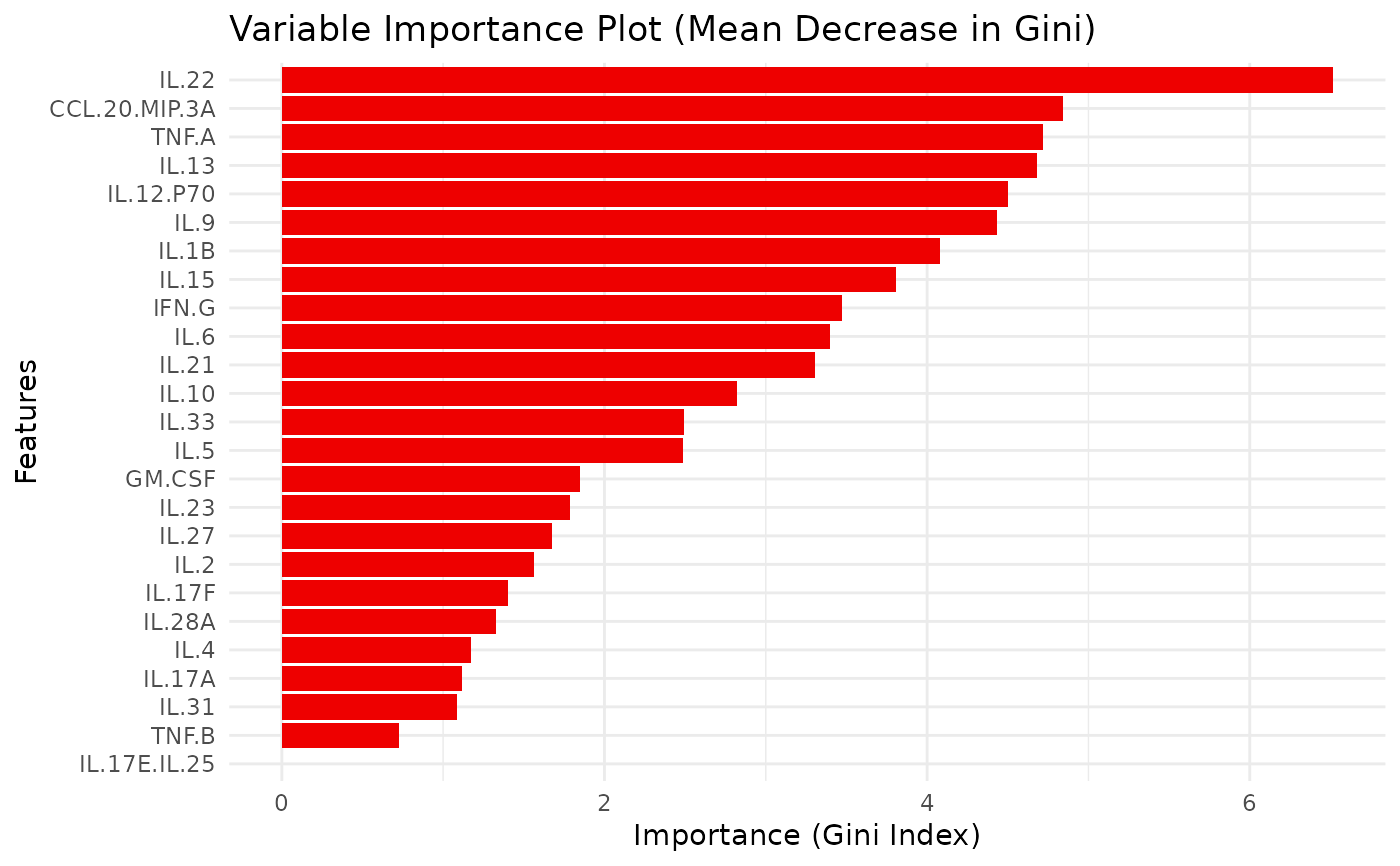 Variable Importance Plot (Mean Decrease in Gini)
IL.22
CCL.20.MIP.3A
TNF.A
IL.13
IL.12.P70
IL.9
IL.1B
IL.15
IFN.G
IL.6
IL.21
IL.10
IL.33
IL.5
GM.CSF
IL.23
IL.27
IL.2
IL.17F
IL.28A
IL.4
IL.17A
IL.31
TNF.B
IL.17E.IL.25
Features
0 2 4 6
Importance (Gini Index)